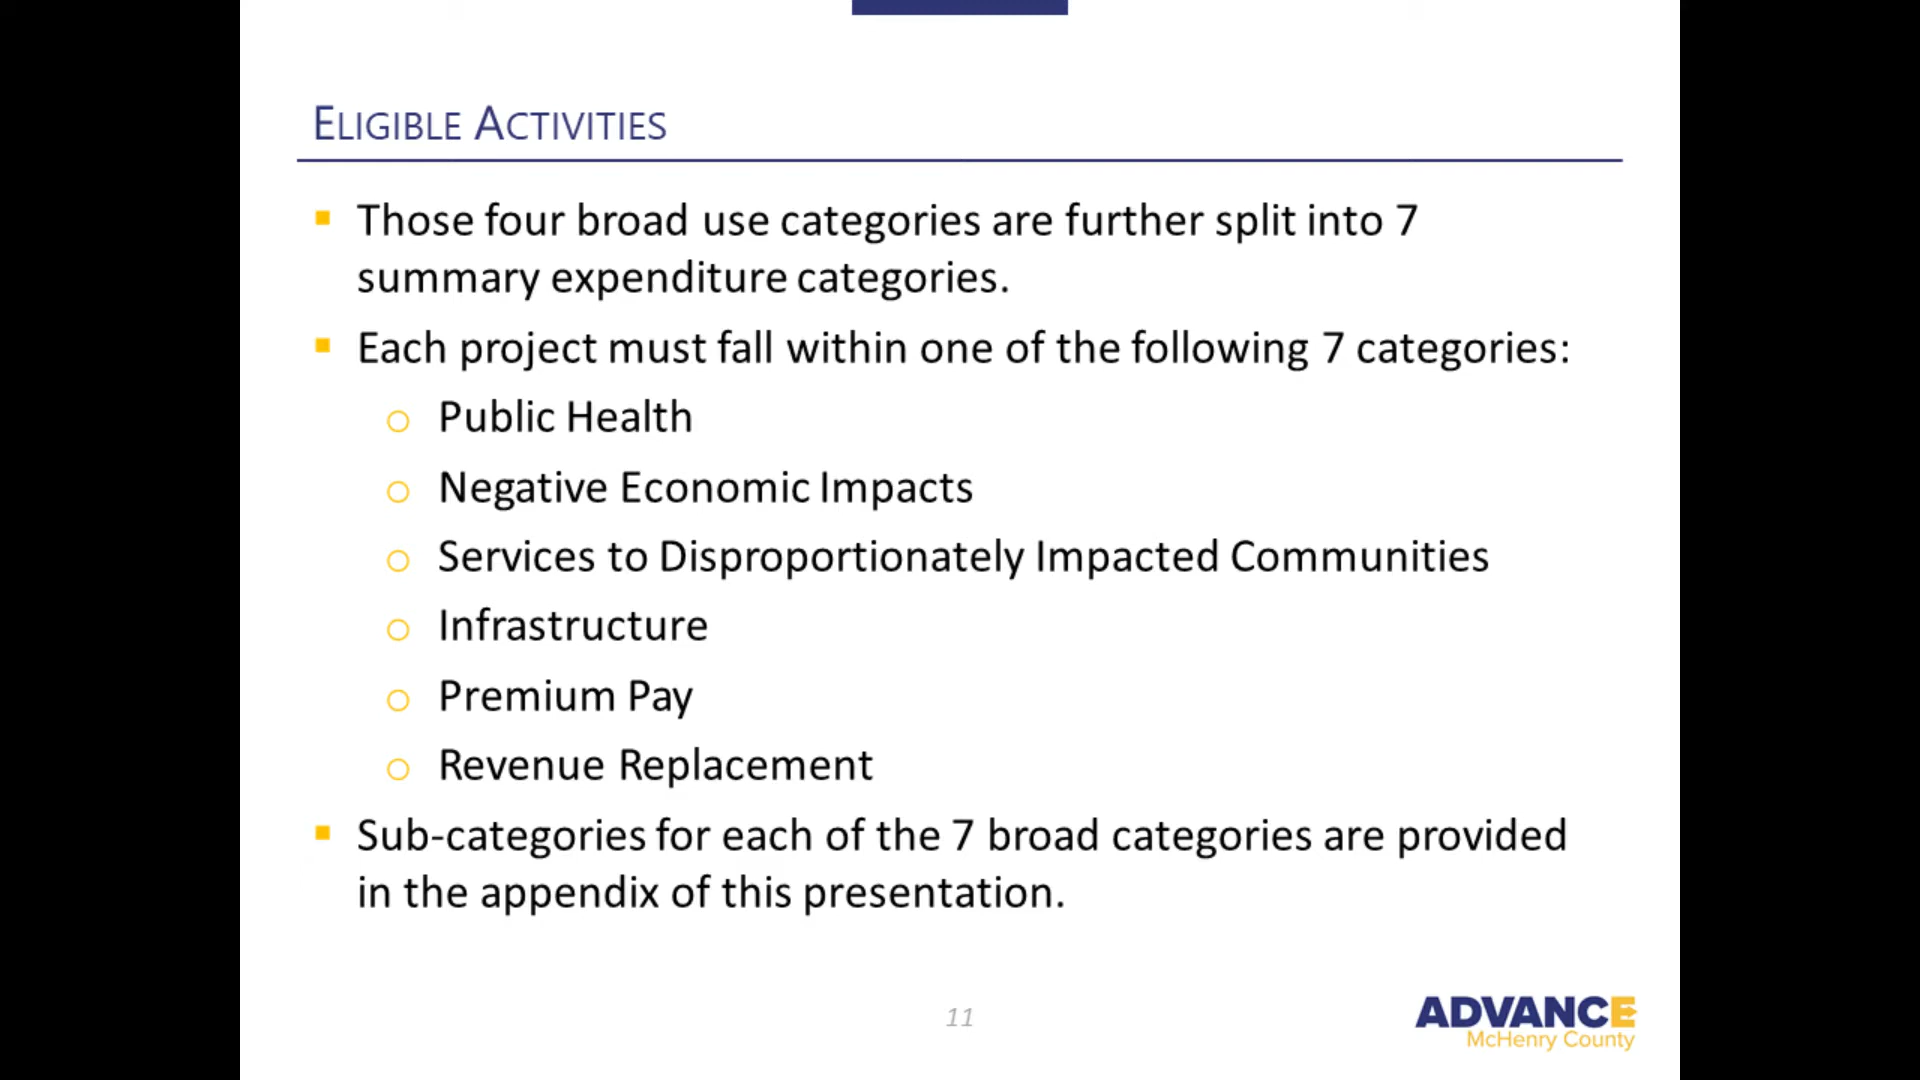 ELIGIBLE ACTIVITIES
Those four broad use categories are further split into 7
summary expenditure categories.
Each project must fall within one of the following 7 categories:
Public Health
Negative Economic Impacts
Services to Disproportionately Impacted Communities
Infrastructure
Premium Pay
Revenue Replacement
Sub-categories for each of the 7 broad categories are provided
in the appendix of this presentation.
11
ADVANCE
McHenry County